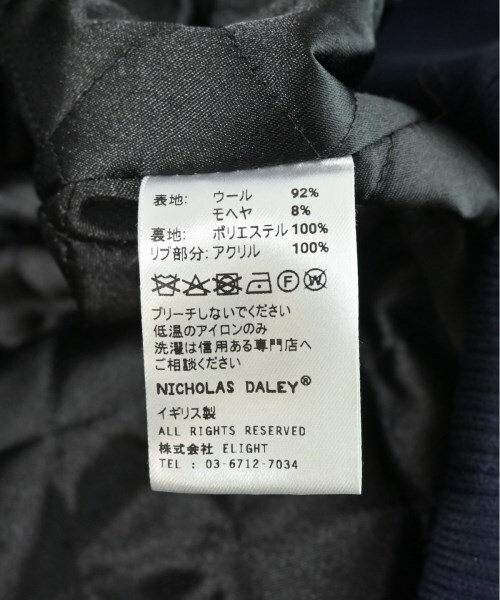 表地: ウール 92%
モヘヤ 8%
裏地: ポリエステル 100%
リブ部分: アクリル 100%
F W
ブリーチしないでください
低温のアイロンのみ
洗濯は信用ある専門店へ
ご相談ください
NICHOLAS DALEY®
イギリス製
ALL RIGHTS RESERVED
株式会社 ELIGHT
TEL : 03-6712-7034